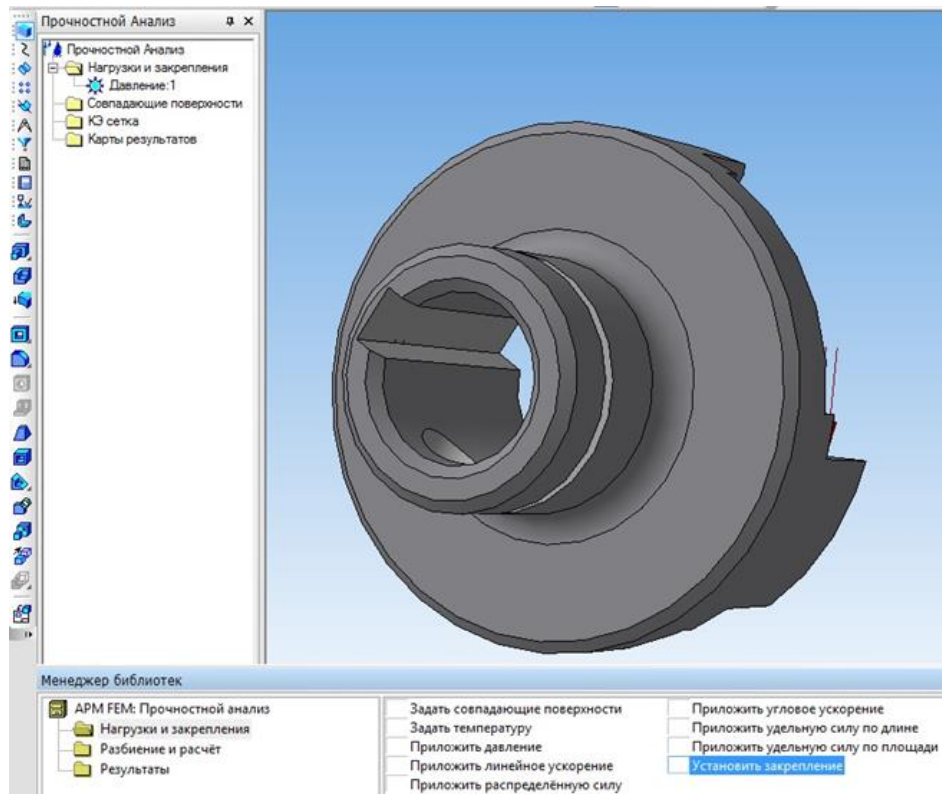 Прочностной Анализ
Прочностной Анализ
Нагрузки и закрепления
Давление:1
Совпадающие поверхности
КЭ сетка
Карты результатов
Менеджер библиотек
APM FEM: Прочностной анализ
Нагрузки и закрепления
Разбиение и расчёт
Результаты
Задать совпадающие поверхности
Задать температуру
Приложить давление
Приложить линейное ускорение
Приложить распределённую силу
Приложить угловое ускорение
Приложить удельную силу по длине
Приложить удельную силу по площади
Установить закрепление